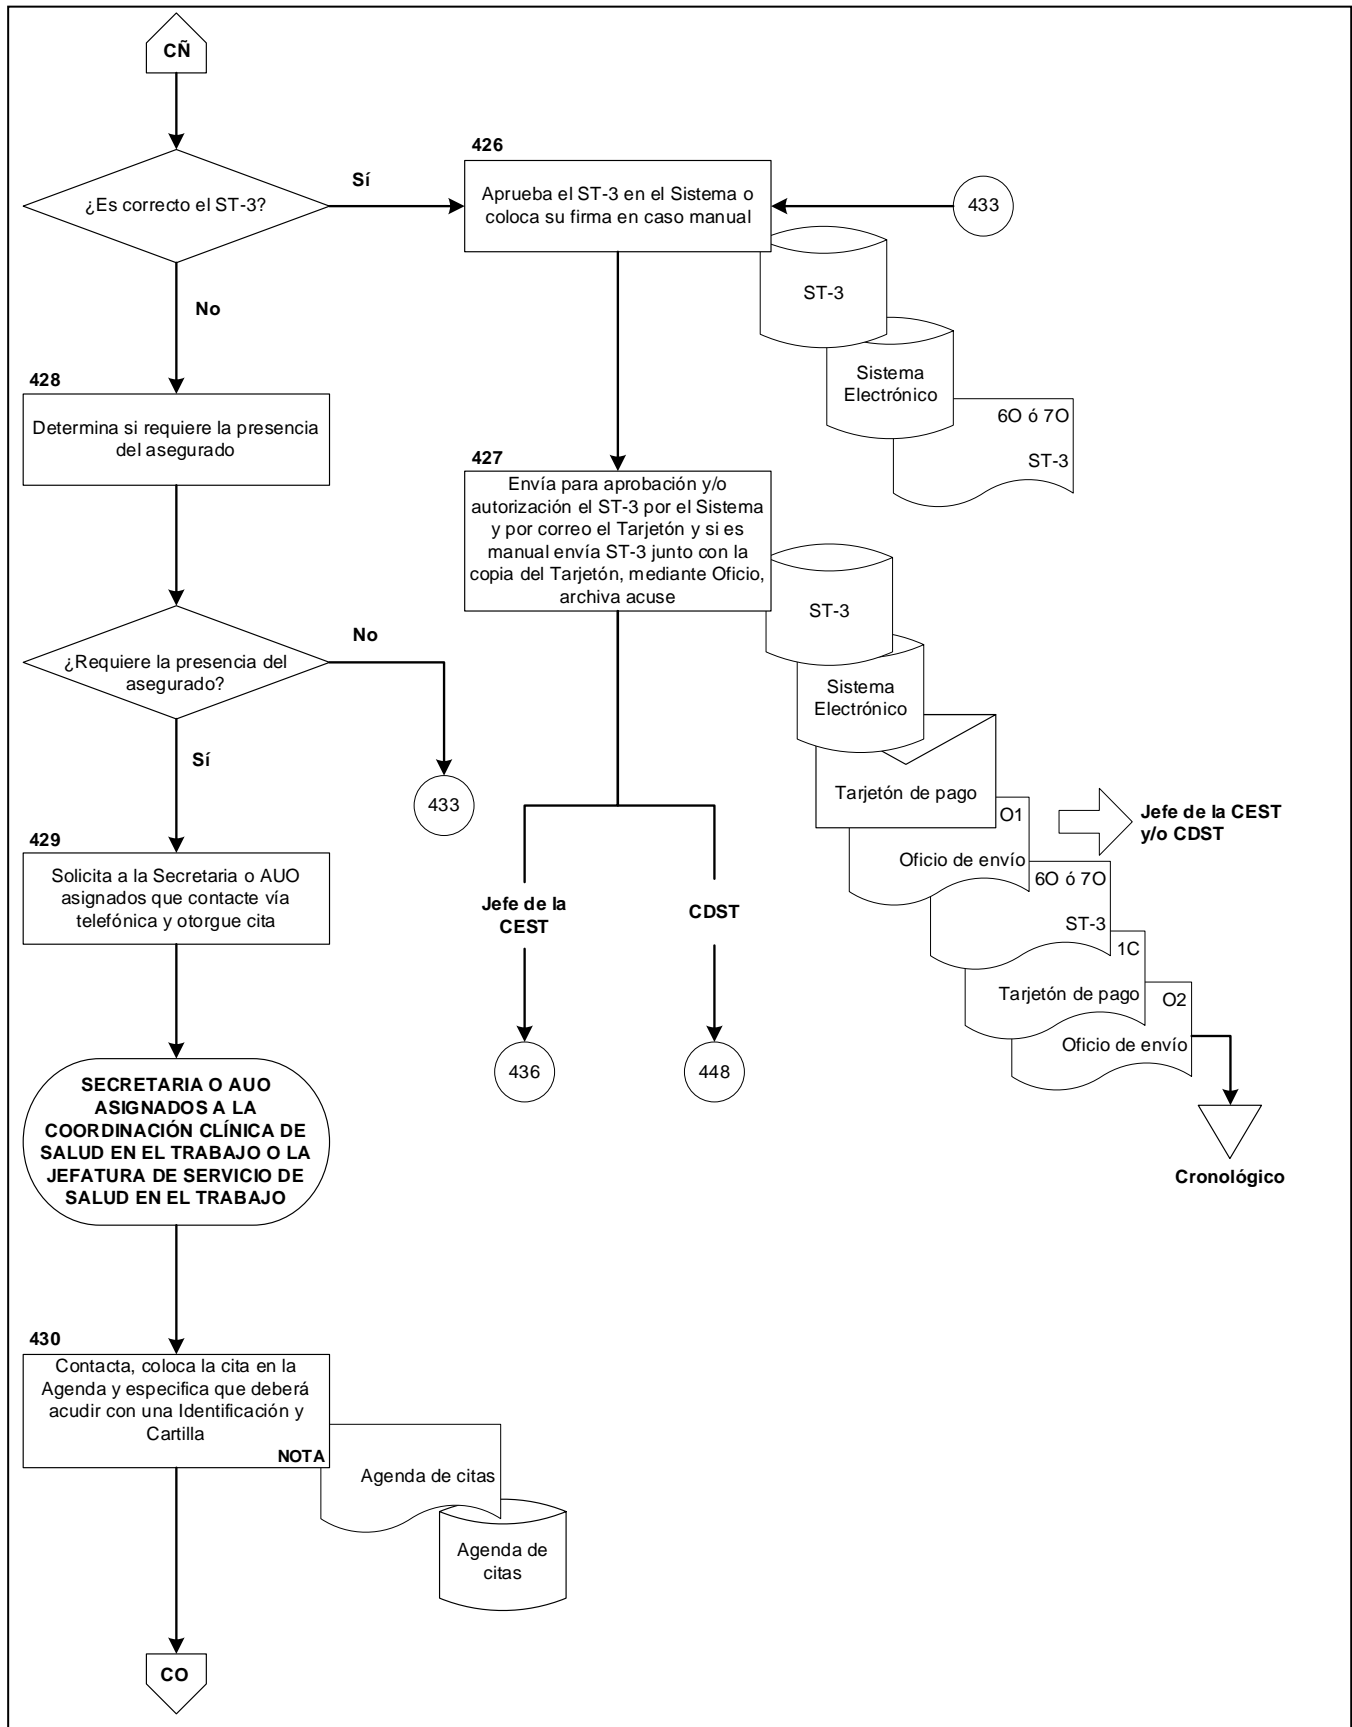 CÑ
¿Es correcto el ST-3?
Sí
No
426
Aprueba el ST-3 en el Sistema o
coloca su firma en caso manual
433
ST-3
Sistema
Electrónico
6O ó 7O
ST-3
428
Determina si requiere la presencia
del asegurado
427
Envía para aprobación y/o
autorización el ST-3 por el Sistema
y por correo el Tarjetón y si es
manual envía ST-3 junto con la
copia del Tarjetón, mediante Oficio,
archiva acuse
ST-3
Sistema
Electrónico
Tarjetón de pago
O1
Oficio de envío
6O ó 7O
ST-3
1C
Tarjetón de pago
O2
Oficio de envío
Jefe de la CEST
y/o CDST
Cronológico
¿Requiere la presencia del
asegurado?
No
433
Sí
Jefe de la
CEST
CDST
436
448
429
Solicita a la Secretaria o AUO
asignados que contacte vía
telefónica y otorgue cita
SECRETARIA O AUO
ASIGNADOS A LA
COORDINACIÓN CLÍNICA DE
SALUD EN EL TRABAJO O LA
JEFATURA DE SERVICIO DE
SALUD EN EL TRABAJO
430
Contacta, coloca la cita en la
Agenda y especifica que deberá
acudir con una Identificación y
Cartilla
NOTA
Agenda de citas
Agenda de
citas
CO